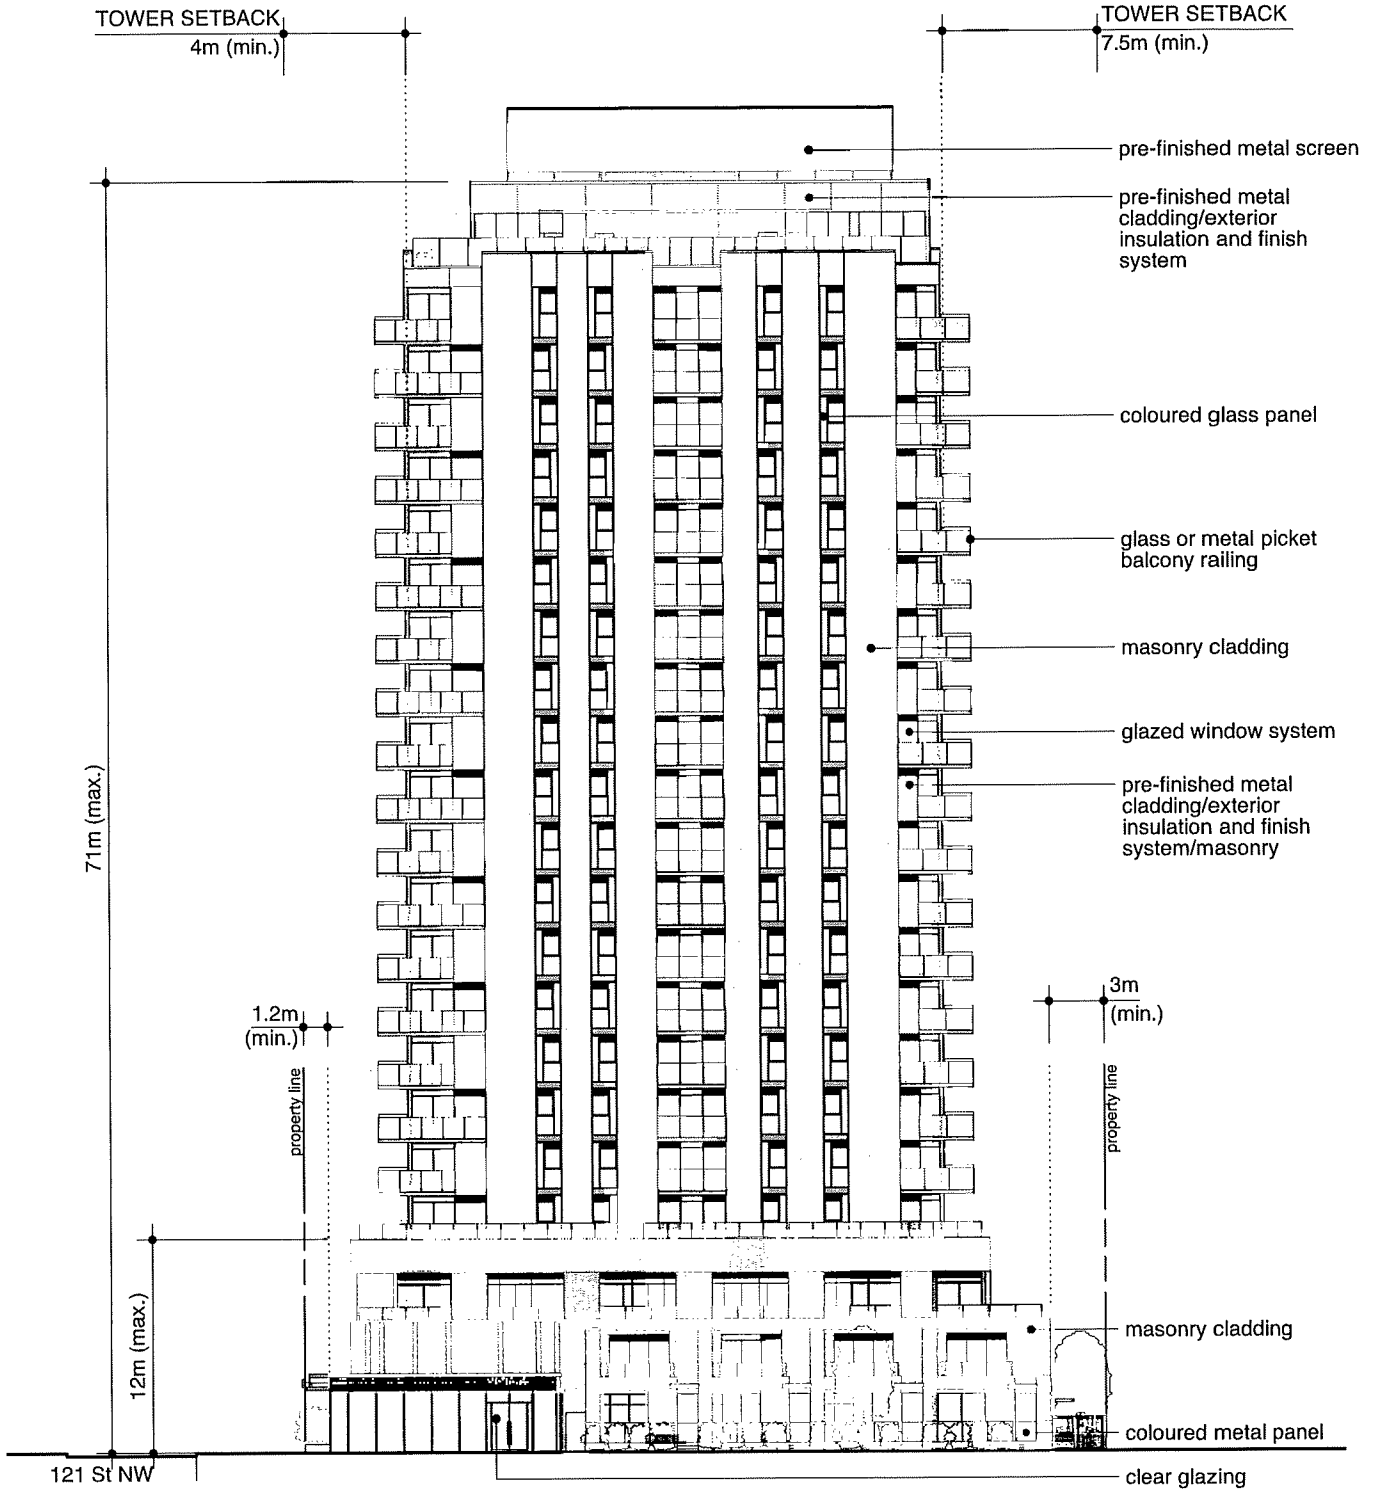 TOWER SETBACK
4m (min.)
TOWER SETBACK
7.5m (min.)
pre-finished metal screen
pre-finished metal
cladding/exterior
insulation and finish
system
coloured glass panel
glass or metal picket
balcony railing
masonry cladding
glazed window system
pre-finished metal
cladding/exterior
insulation and finish
system/masonry
71m (max.)
1.2m
(min.)
3m
(min.)
property line
property line
12m (max.)
masonry cladding
coloured metal panel
121 St NW
clear glazing